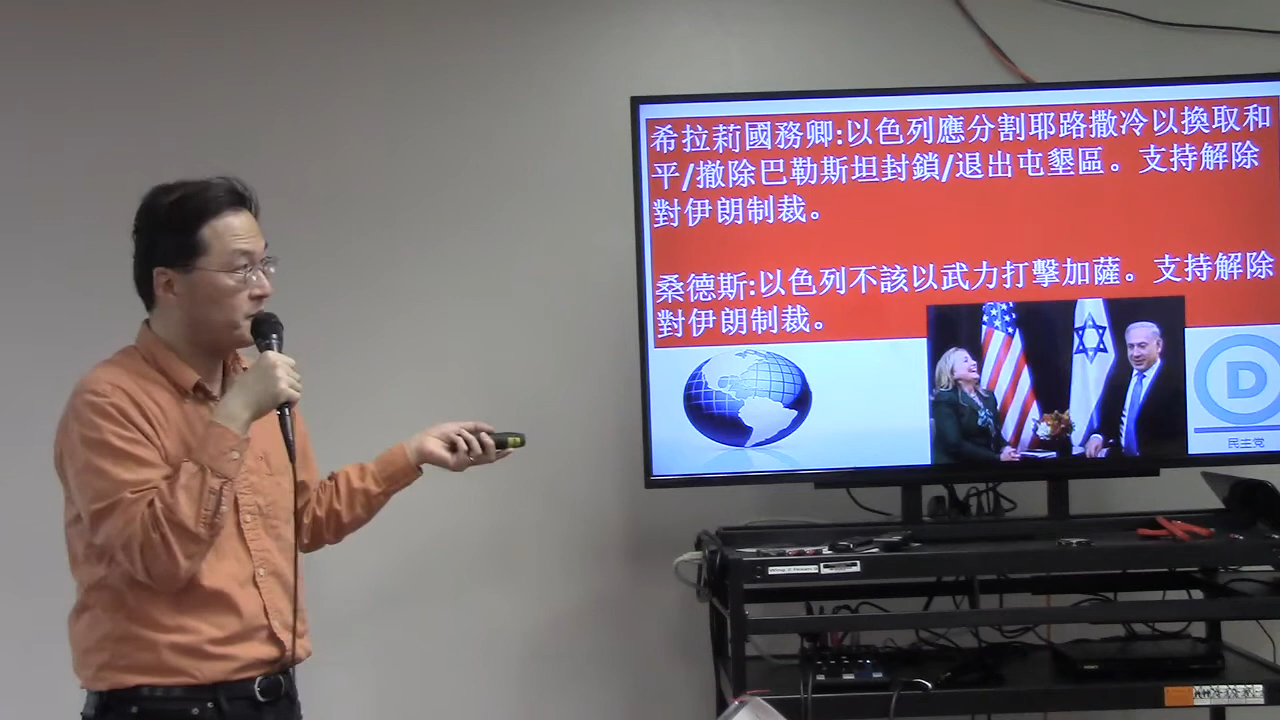 希拉莉國務卿:以色列應分割耶路撒冷以換取和
平/撤除巴勒斯坦封鎖/退出屯墾區。支持解除
對伊朗制裁。
桑德斯:以色列不該以武力打擊加薩。支持解除
對伊朗制裁。
D
民主党